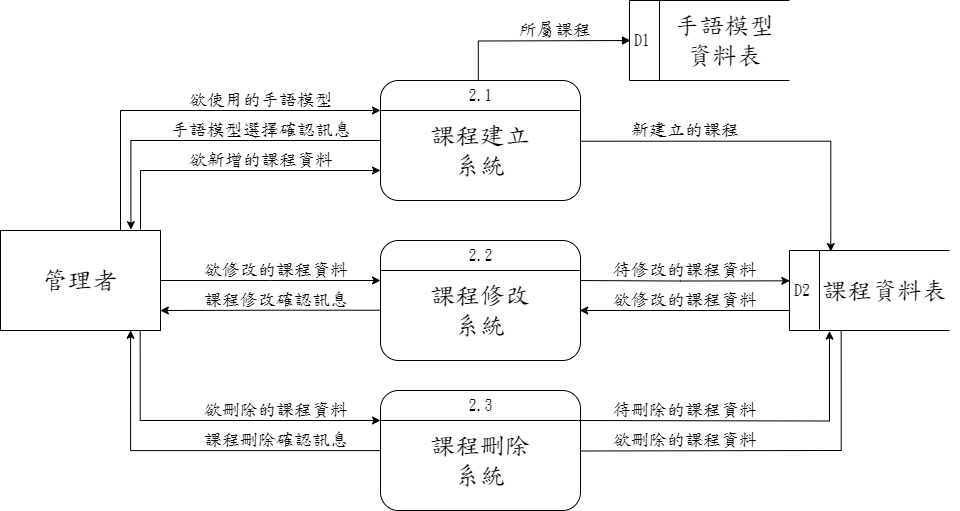 所屬課程
D1
手語模型
資料表
欲使用的手語模型
手語模型選擇確認訊息
欲新增的課程資料
2.1
課程建立
系統
新建立的課程
管理者
欲修改的課程資料
課程修改確認訊息
2.2
課程修改
系統
待修改的課程資料
欲修改的課程資料
D2
課程資料表
欲刪除的課程資料
課程刪除確認訊息
2.3
課程刪除
系統
待刪除的課程資料
欲刪除的課程資料